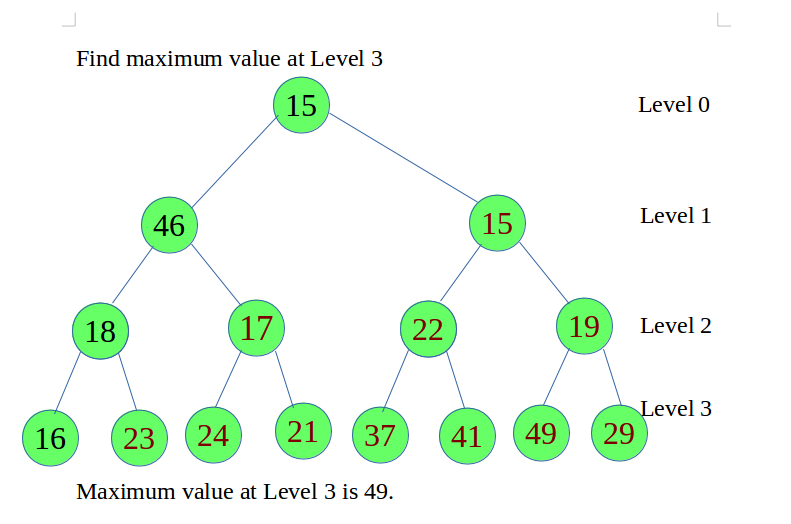 Find maximum value at Level 3
15 Level 0
46 15 Level 1
18 17 22 19 Level 2
Level 3
16 23 24 21 37 41 49 29
Maximum value at Level 3 is 49.